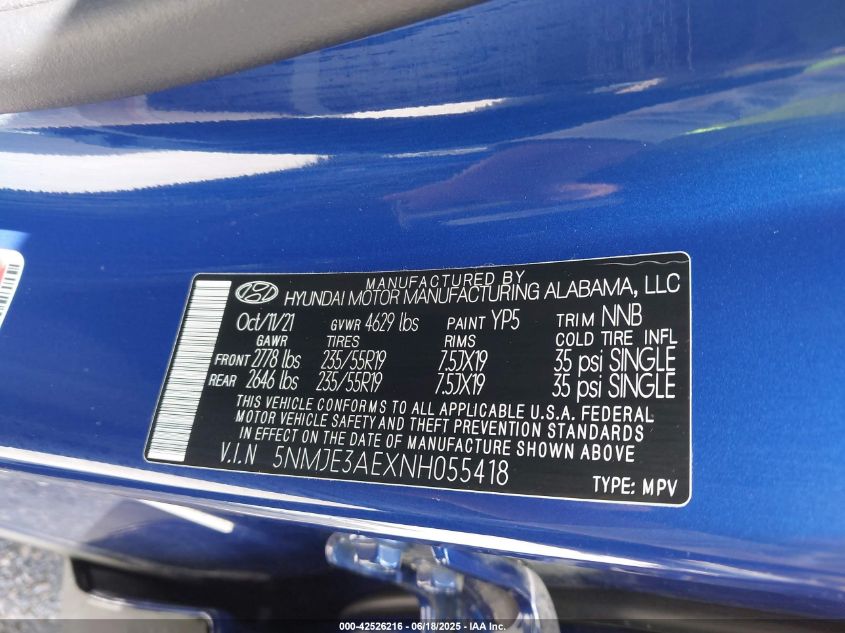 MANUFACTURED BY
HYUNDAI MOTOR MANUFACTURING ALABAMA, LLC
Oct/11/21 GVWR 4629 lbs PAINT YP5 TRIM NNB
GAWR TIRES RIMS COLD TIRE INFL
FRONT 2778 lbs 235/55R19 7.5JX19 35 psi SINGLE
REAR 2646 lbs 235/55R19 7.5JX19 35 psi SINGLE
THIS VEHICLE CONFORMS TO ALL APPLICABLE U.S.A. FEDERAL
MOTOR VEHICLE SAFETY AND THEFT PREVENTION STANDARDS
IN EFFECT ON THE DATE OF MANUFACTURE SHOWN ABOVE
V.I.N 5NMJE3AEXNH055418
TYPE: MPV
000-42526216 - 06/18/2025 - IAA Inc.